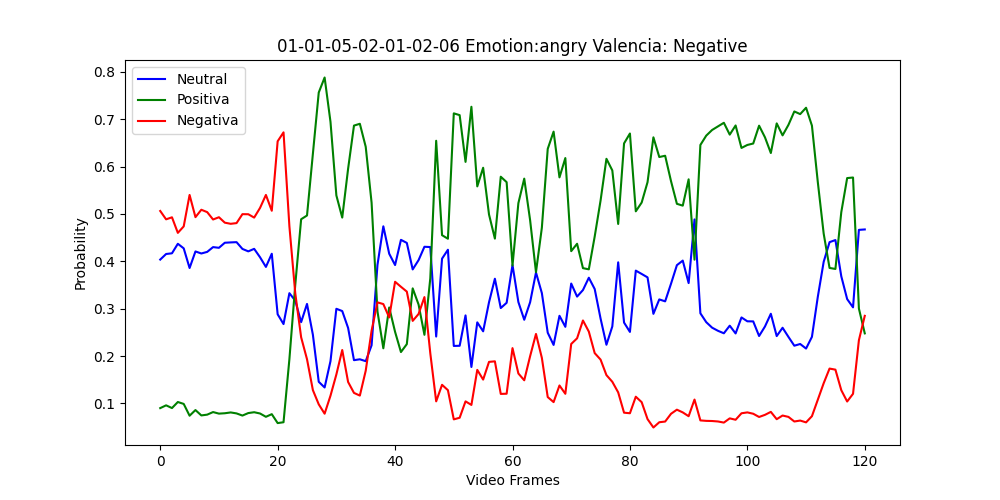 01-01-05-02-01-02-06 Emotion:angry Valencia: Negative
Neutral
Positiva
Negativa
Probability
0.8
0.7
0.6
0.5
0.4
0.3
0.2
0.1
0 20 40 60 80 100 120
Video Frames